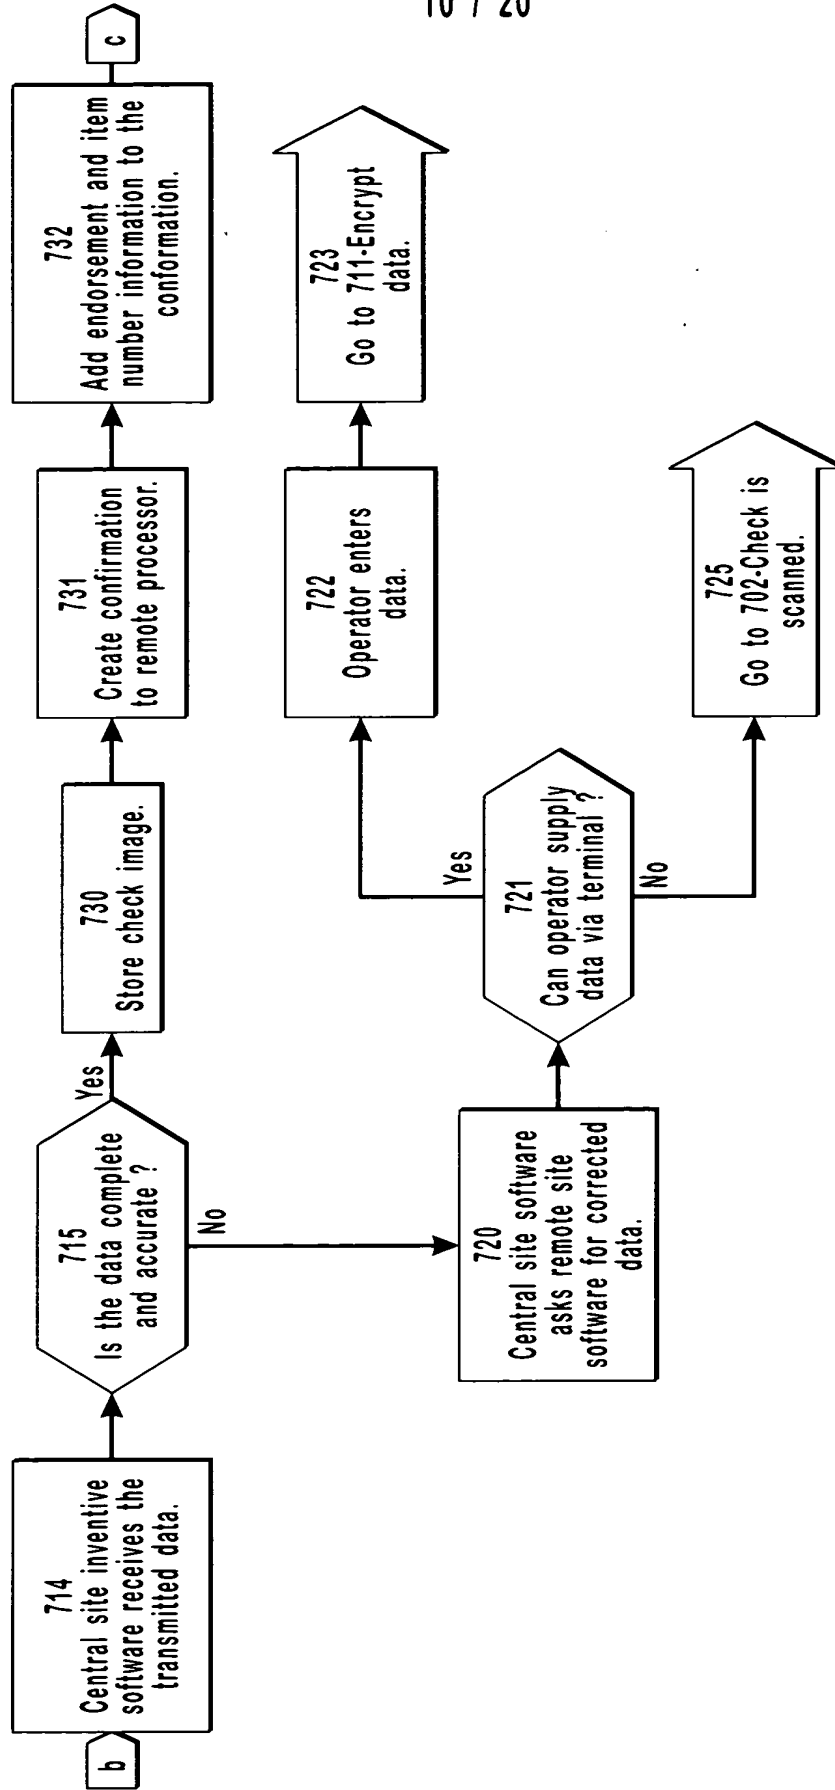 10 / 20
b
714
Central site inventive
software receives the
transmitted data.
715
Is the data complete
and accurate ?
Yes
No
730
Store check image.
731
Create confirmation
to remote processor.
732
Add endorsement and item
number information to the
conformation.
c
720
Central site software
asks remote site
software for corrected
data.
721
Can operator supply
data via terminal ?
Yes
No
722
Operator enters
data.
723
Go to 711-Encrypt
data.
725
Go to 702-Check is
scanned.